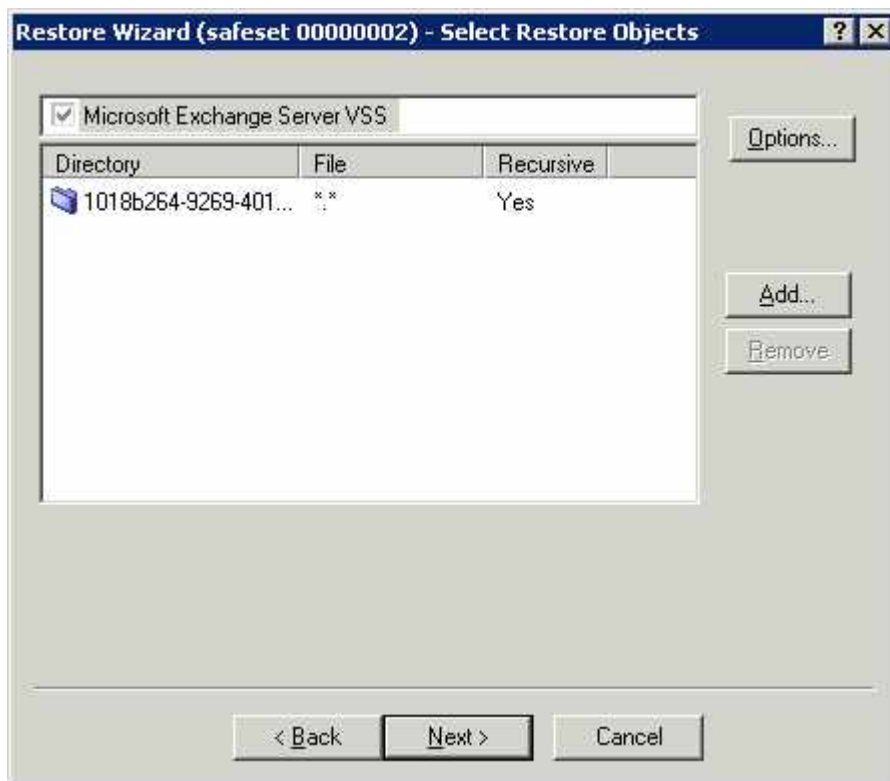 Restore Wizard (safeset 00000002) - Select Restore Objects
Microsoft Exchange Server VSS
Options...
Directory File Recursive
1018b264-9269-401... *.* Yes
Add...
Remove
< Back Next > Cancel